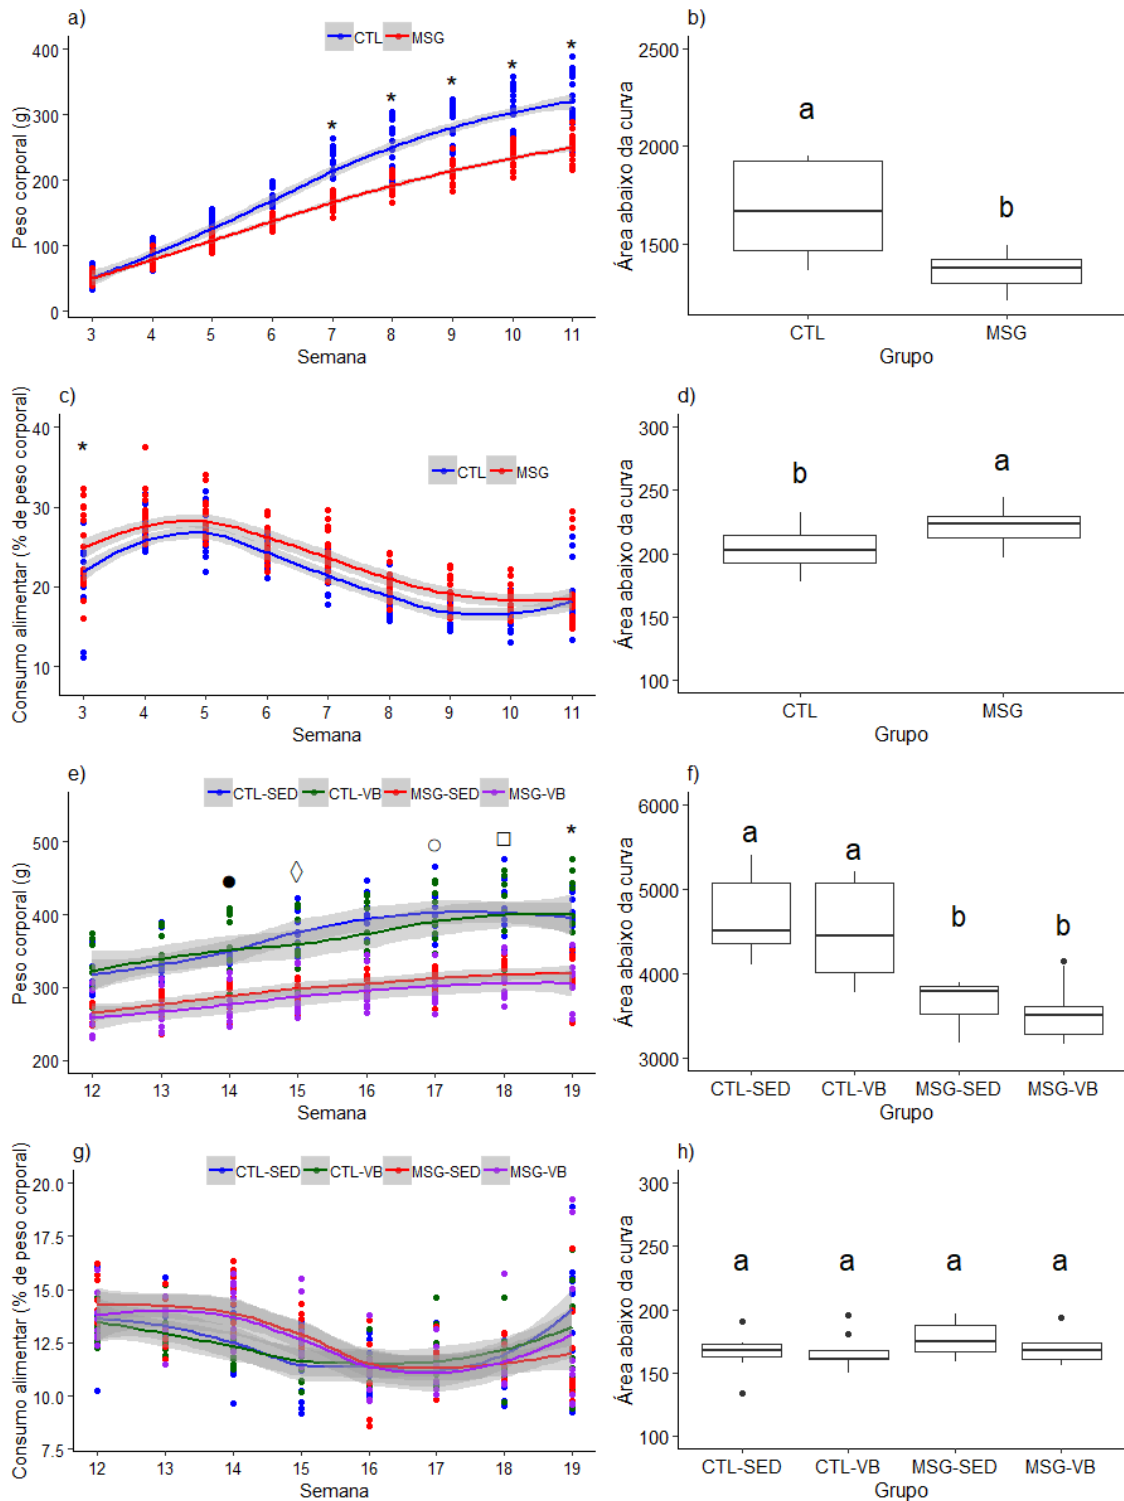 a)
CTL MSG
Peso corporal (g)
400
300
200
100
0
* * * * *
3 4 5 6 7 8 9 10 11
Semana
b)
Área abaixo da curva
2500
2000
1500
a
b
CTL MSG
Grupo
c)
Consumo alimentar (% de peso corporal)
40
30
20
10
*
CTL MSG
3 4 5 6 7 8 9 10 11
Semana
d)
Área abaixo da curva
300
250
200
150
100
b
a
CTL MSG
Grupo
e)
CTL-SED CTL-VB MSG-SED MSG-VB
Peso corporal (g)
500
400
300
200
● ◊ ○ □ *
12 13 14 15 16 17 18 19
Semana
f)
Área abaixo da curva
6000
5000
4000
3000
a a b b
CTL-SED CTL-VB MSG-SED MSG-VB
Grupo
g)
CTL-SED CTL-VB MSG-SED MSG-VB
Consumo alimentar (% de peso corporal)
20.0
17.5
15.0
12.5
10.0
7.5
12 13 14 15 16 17 18 19
Semana
h)
Área abaixo da curva
300
250
200
150
100
a a a a
CTL-SED CTL-VB MSG-SED MSG-VB
Grupo